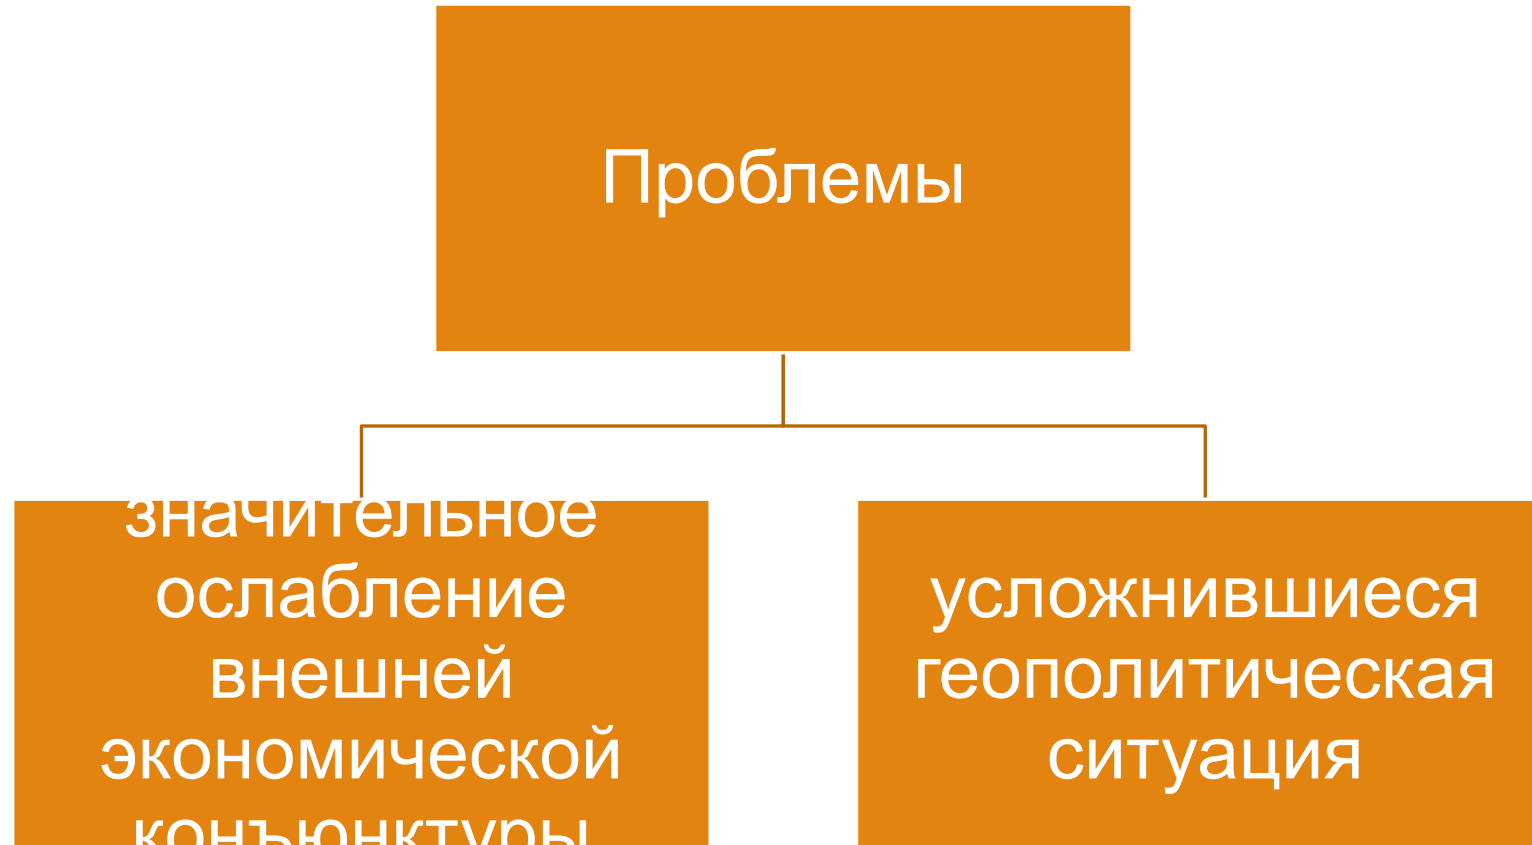 Проблемы
значительное
ослабление
внешней
экономической
конъюнктуры
усложнившиеся
геополитическая
ситуация